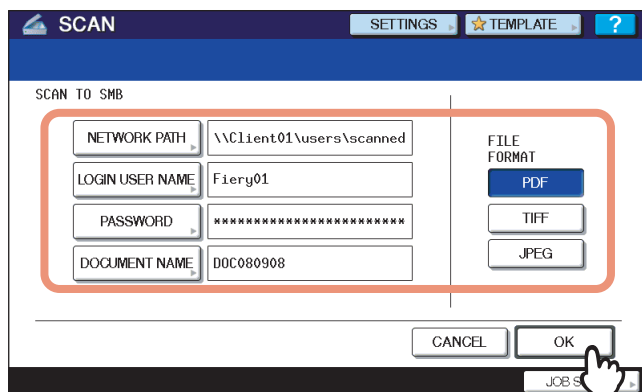 SCAN
SETTINGS
TEMPLATE
?
SCAN TO SMB
NETWORK PATH
\\Client01\users\scanned
LOGIN USER NAME
Fiery01
PASSWORD
************************
DOCUMENT NAME
DOC080908
FILE
FORMAT
PDF
TIFF
JPEG
CANCEL
OK
JOB S